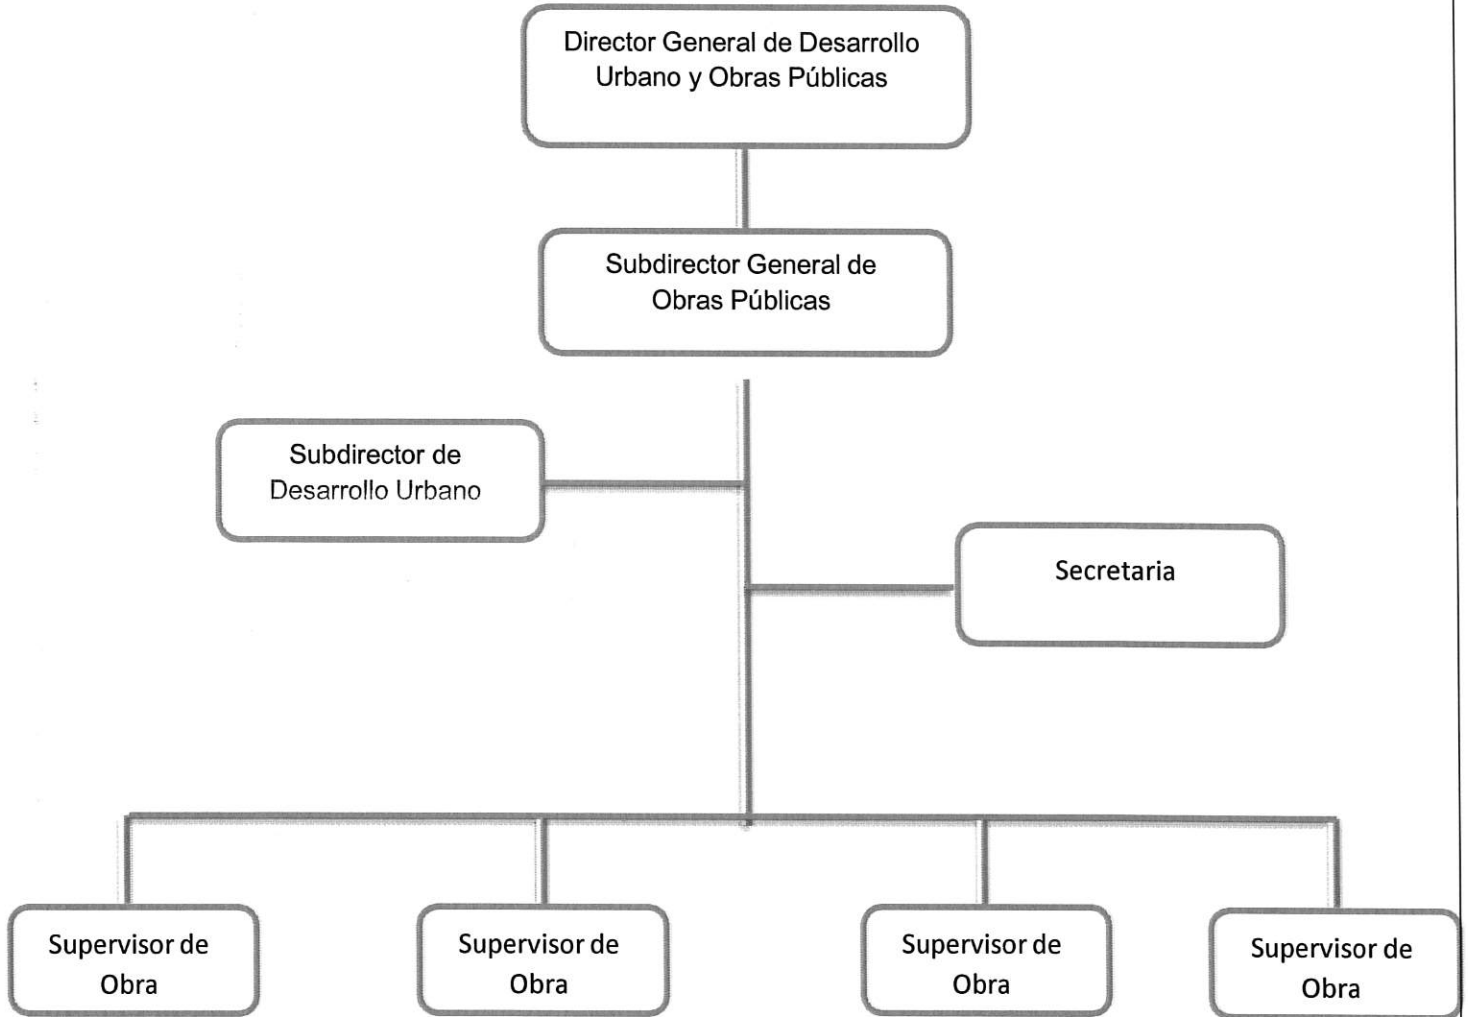 Director General de Desarrollo
Urbano y Obras Públicas
Subdirector General de
Obras Públicas
Subdirector de
Desarrollo Urbano
Secretaria
Supervisor de
Obra
Supervisor de
Obra
Supervisor de
Obra
Supervisor de
Obra